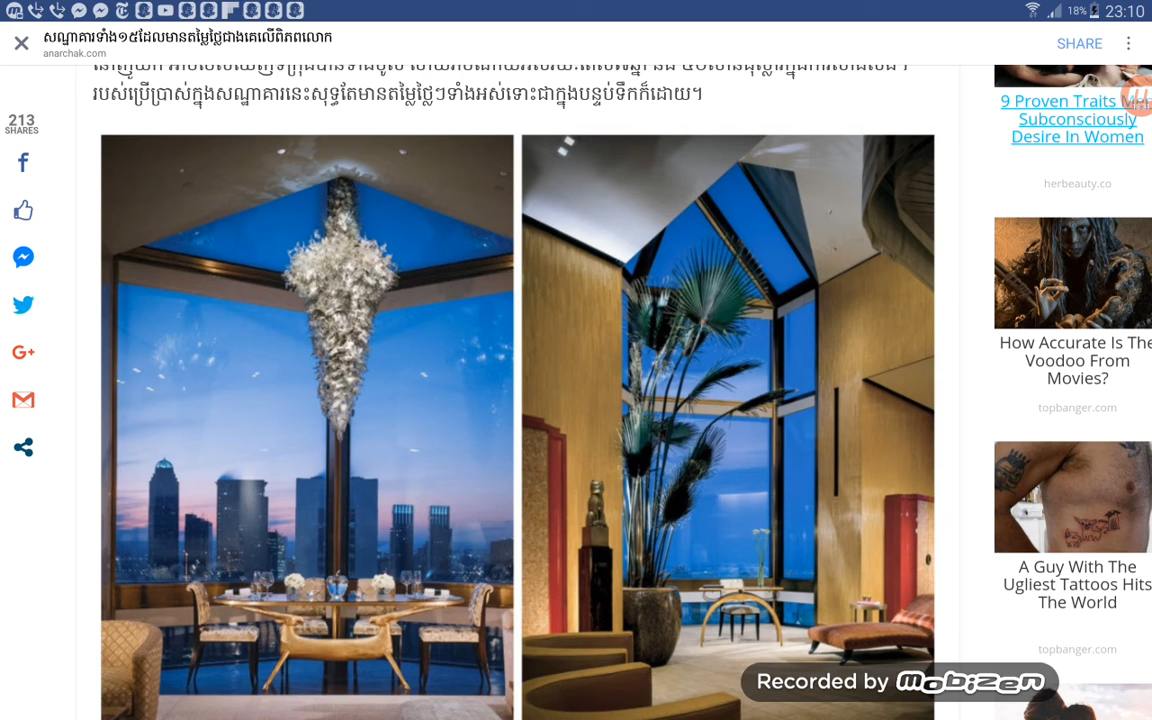 18%
23:10
សណ្ឋាគារទាំង១៥ដែលមានតម្លៃថ្លៃជាងគេលើពិភពលោក
anarchak.com
SHARE
របស់ប្រើប្រាស់ក្នុងសណ្ឋាគារនេះសុទ្ធតែមានតម្លៃថ្លៃៗទាំងអស់ទោះជាក្នុងបន្ទប់ទឹកក៏ដោយ។
213
SHARES
9 Proven Traits Men
Subconsciously
Desire In Women
herbeauty.co
How Accurate Is The
Voodoo From
Movies?
topbanger.com
A Guy With The
Ugliest Tattoos Hits
The World
topbanger.com
Recorded by mobizen